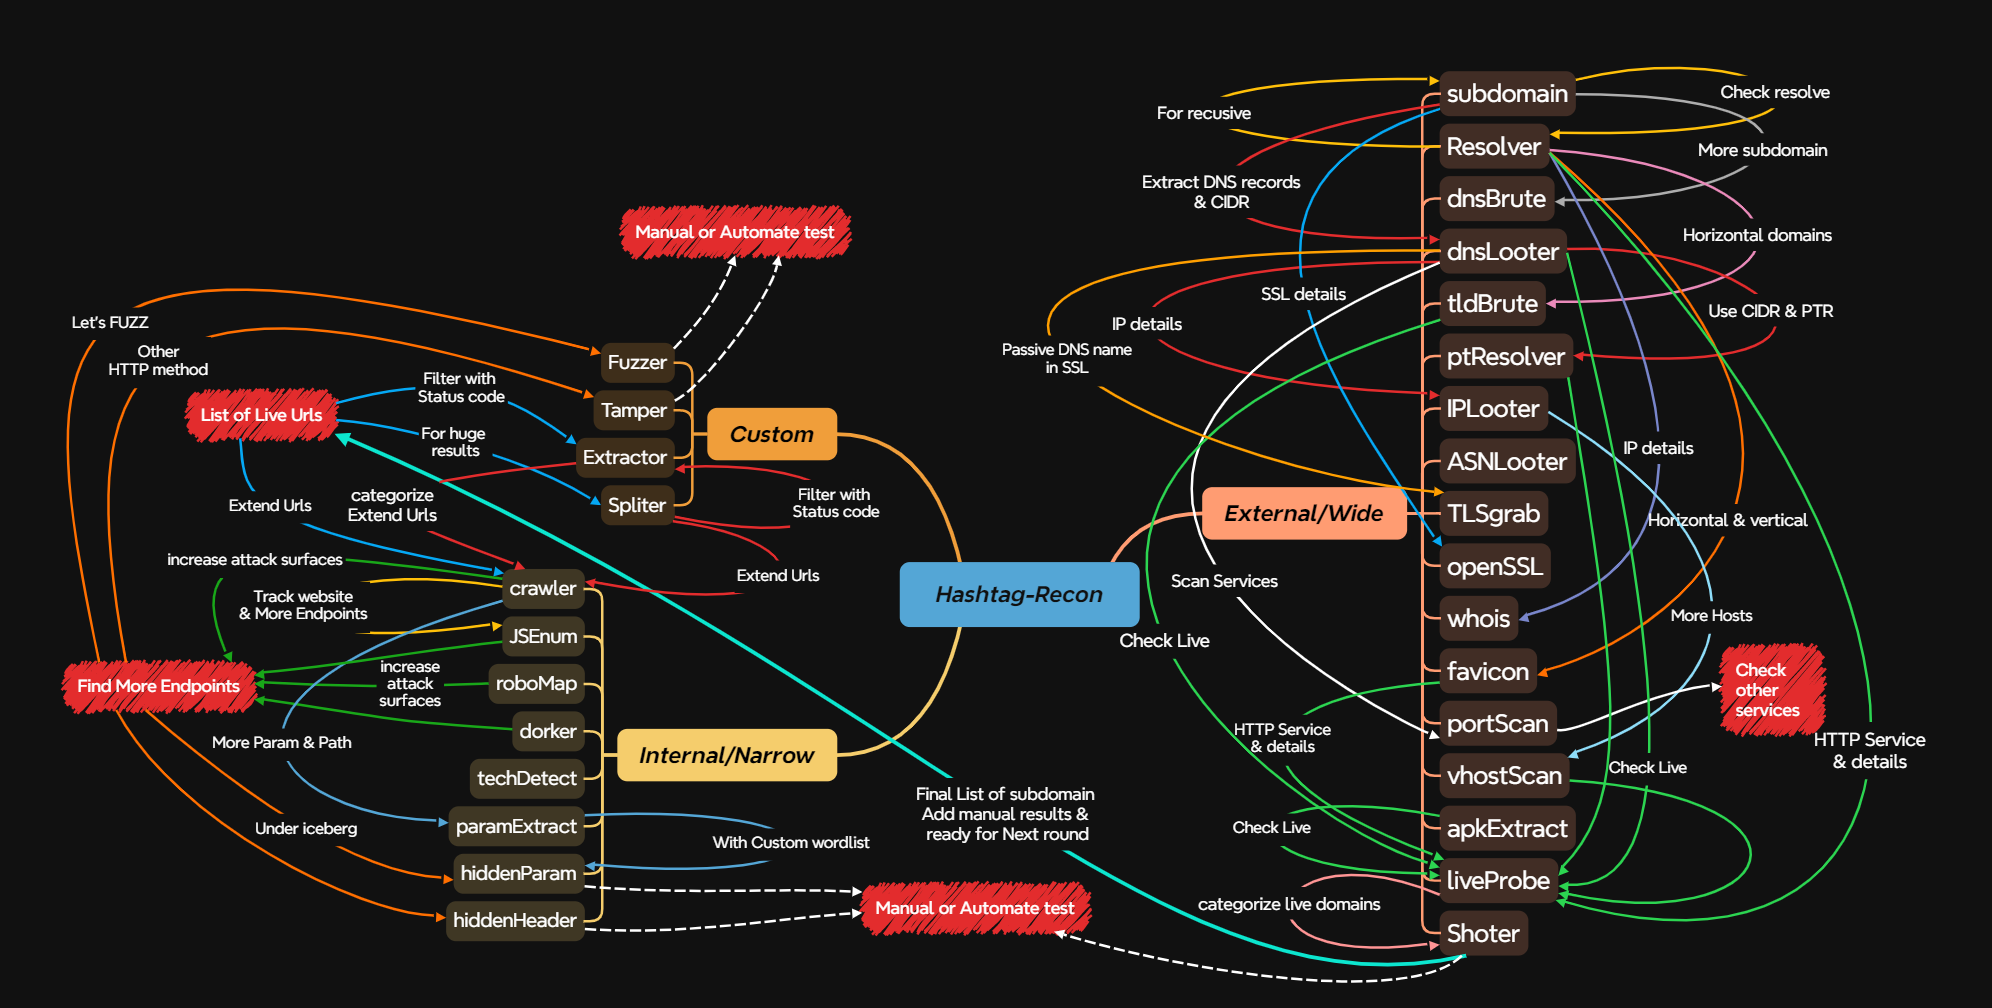 subdomain
Check resolve
For recusive
Resolver
More subdomain
Extract DNS records
& CIDR
dnsBrute
Manual or Automate test
Horizontal domains
dnsLooter
SSL details
tldBrute
Use CIDR & PTR
Let's FUZZ
IP details
Other
HTTP method
Passive DNS name
in SSL
ptResolver
Fuzzer
Filter with
Status code
List of Live Urls
Tamper
IPLooter
For huge
results
Custom
IP details
Extractor
ASNLooter
categorize
Extend Urls
Filter with
Status code
Extend Urls
Spliter
External/Wide
TLSgrab
Horizontal & vertical
increase attack surfaces
openSSL
Extend Urls
Scan Services
crawler
Hashtag-Recon
Track website
& More Endpoints
whois
More Hosts
JSEnum
Check Live
increase
attack
surfaces
Find More Endpoints
roboMap
favicon
Check
other
services
dorker
portScan
More Param & Path
HTTP Service
& details
HTTP Service
& details
Internal/Narrow
techDetect
vhostScan
Check Live
Final List of subdomain
Add manual results &
ready for Next round
Under iceberg
paramExtract
With Custom wordlist
Check Live
apkExtract
hiddenParam
liveProbe
Manual or Automate test
categorize live domains
hiddenHeader
Shoter